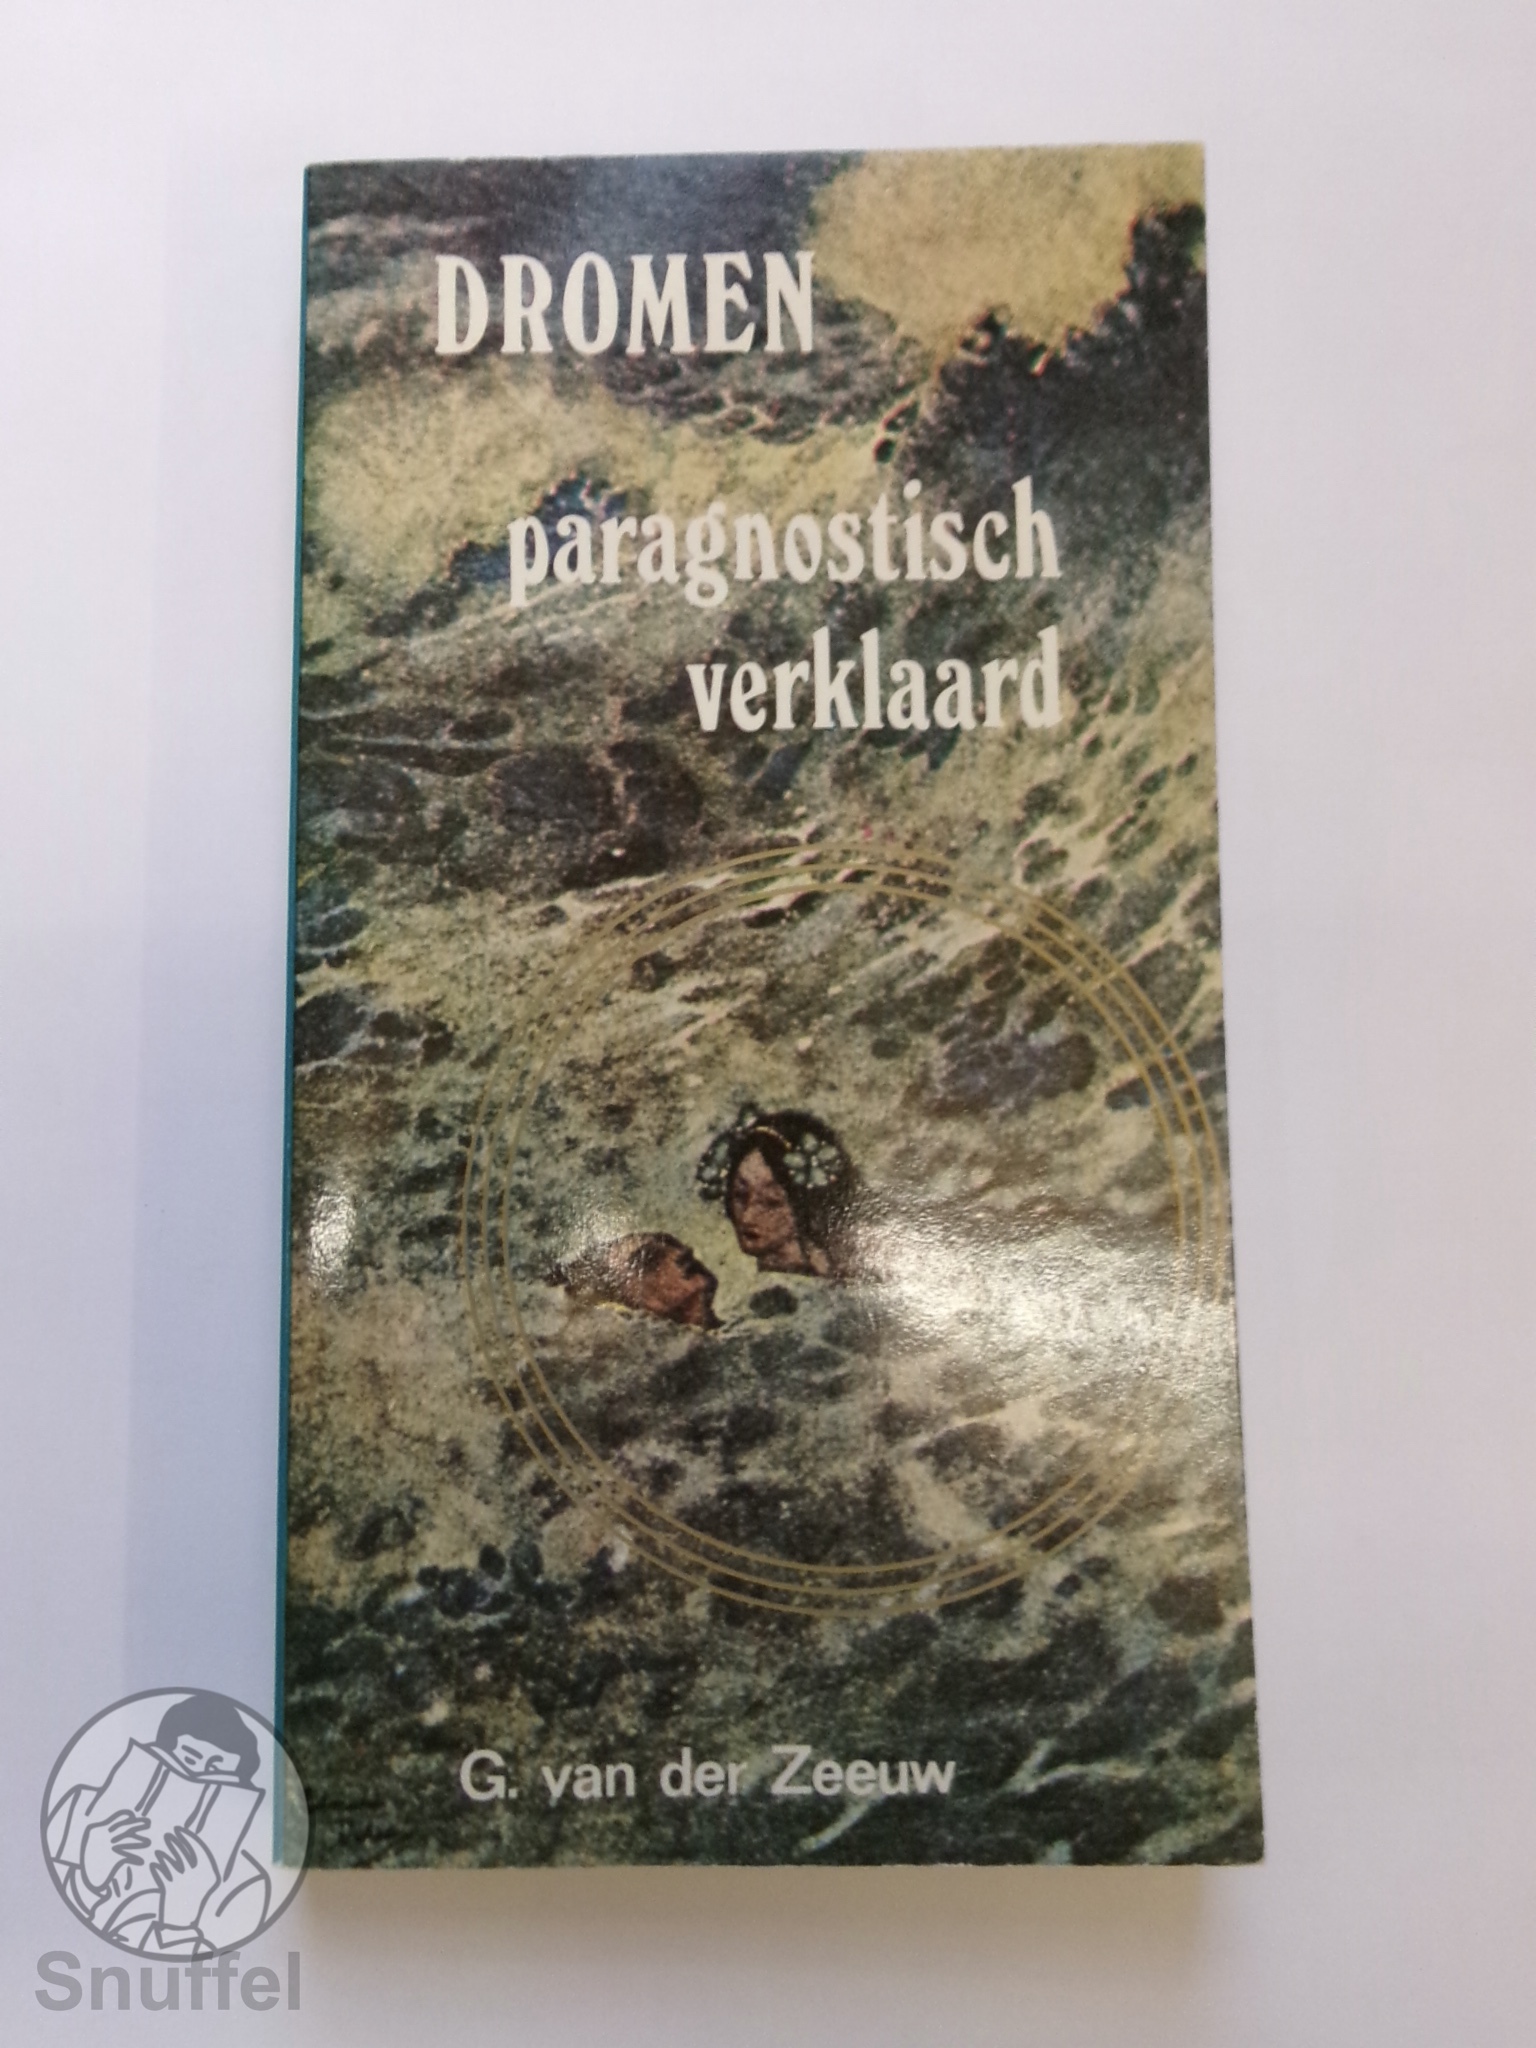 DROMEN
paragnostisch
verklaard
G. van der Zeeuw
Snuffel